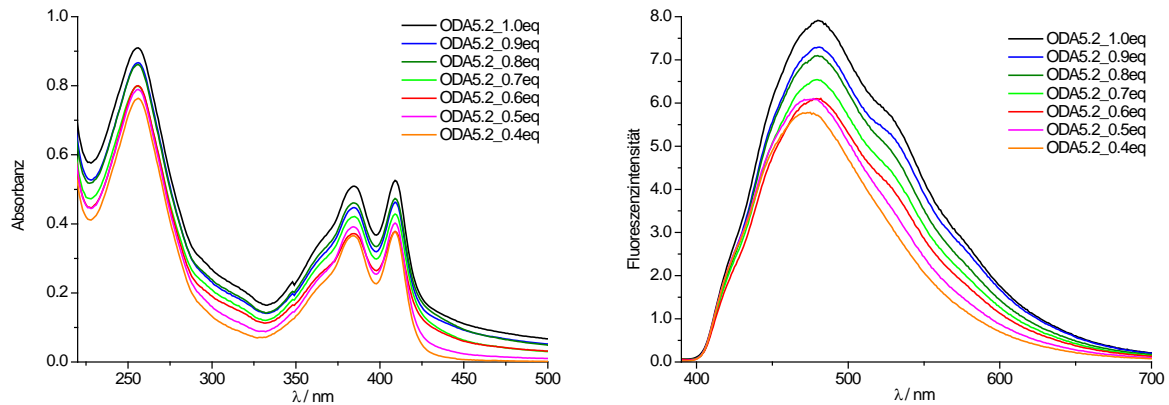 1.0
0.8
0.6
0.4
0.2
0.0
Absorbanz
250
300
350
400
450
500
λ / nm
ODA5.2_1.0eq
ODA5.2_0.9eq
ODA5.2_0.8eq
ODA5.2_0.7eq
ODA5.2_0.6eq
ODA5.2_0.5eq
ODA5.2_0.4eq
8.0
7.0
6.0
5.0
4.0
3.0
2.0
1.0
0.0
Fluoreszenzintensität
400
500
600
700
λ / nm
ODA5.2_1.0eq
ODA5.2_0.9eq
ODA5.2_0.8eq
ODA5.2_0.7eq
ODA5.2_0.6eq
ODA5.2_0.5eq
ODA5.2_0.4eq